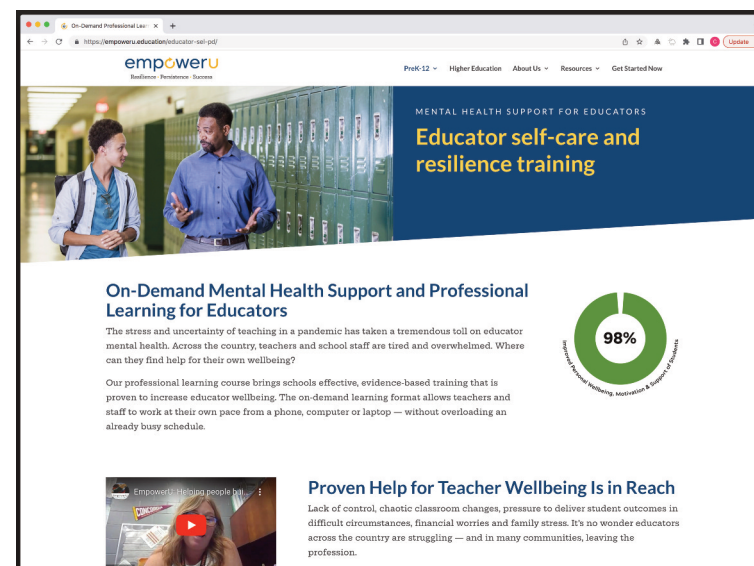 On-Demand Professional Lear
https://empoweru.education/educator-sel-pd/
Update
empoweru
Resilience · Persistence · Success
PreK-12
Higher Education
About Us
Resources
Get Started Now
MENTAL HEALTH SUPPORT FOR EDUCATORS
Educator self-care and
resilience training
On-Demand Mental Health Support and Professional
Learning for Educators
The stress and uncertainty of teaching in a pandemic has taken a tremendous toll on educator
mental health. Across the country, teachers and school staff are tired and overwhelmed. Where
can they find help for their own wellbeing?
Our professional learning course brings schools effective, evidence-based training that is
proven to increase educator wellbeing. The on-demand learning format allows teachers and
staff to work at their own pace from a phone, computer or laptop — without overloading an
already busy schedule.
98%
Improved Personal Wellbeing, Motivation & Support of Students
EmpowerU: Helping people bui...
CONCORD
Proven Help for Teacher Wellbeing Is in Reach
Lack of control, chaotic classroom changes, pressure to deliver student outcomes in
difficult circumstances, financial worries and family stress. It's no wonder educators
across the country are struggling — and in many communities, leaving the
profession.